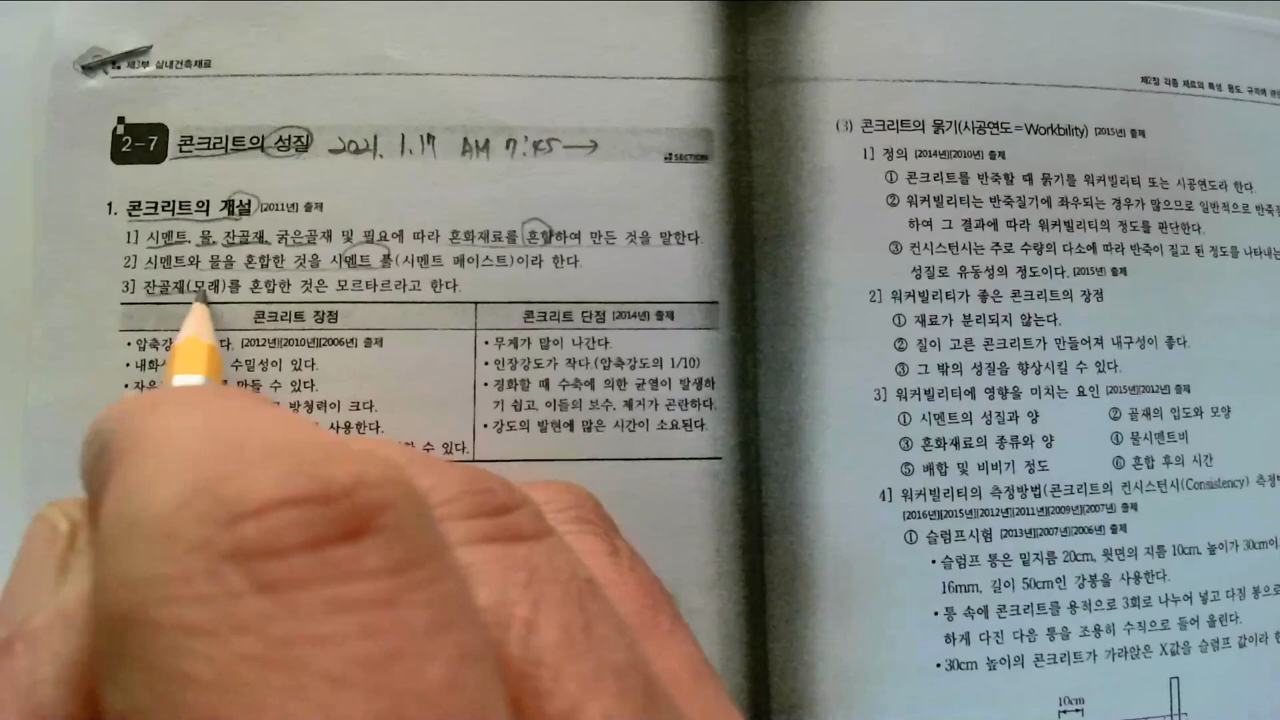 제3부 실내건축재료
2-7 콘크리트의 성질 2021. 1. 17 AM 7:45→
SECTION
1. 콘크리트의 개설 [2011년] 출제
1] 시멘트, 물, 잔골재, 굵은골재 및 필요에 따라 혼화재료를 혼합하여 만든 것을 말한다.
2] 시멘트와 물을 혼합한 것을 시멘트 풀(시멘트 페이스트)이라 한다.
3] 잔골재(모래)를 혼합한 것은 모르타르라고 한다.
콘크리트 장점
• 압축강 다. [2012년][2010년][2006년] 출제
• 내화 수밀성이 있다.
• 자유 만들 수 있다.
방청력이 크다.
사용한다.
수 있다.
콘크리트 단점 [2014년] 출제
• 무게가 많이 나간다.
• 인장강도가 작다.(압축강도의 1/10)
• 경화할 때 수축에 의한 균열이 발생하
기 쉽고, 이들의 보수, 제거가 곤란하다.
• 강도의 발현에 많은 시간이 소요된다.
제2장 각종 재료의 특성, 용도, 규격에 관한
(3) 콘크리트의 묽기(시공연도=Workbility) [2015년] 출제
1] 정의 [2014년][2010년] 출제
① 콘크리트를 반죽할 때 묽기를 워커빌리티 또는 시공연도라 한다.
② 워커빌리티는 반죽질기에 좌우되는 경우가 많으므로 일반적으로 반죽질
하여 그 결과에 따라 워커빌리티의 정도를 판단한다.
③ 컨시스턴시는 주로 수량의 다소에 따라 반죽이 질고 된 정도를 나타내는
성질로 유동성의 정도이다. [2015년] 출제
2] 워커빌리티가 좋은 콘크리트의 장점
① 재료가 분리되지 않는다.
② 질이 고른 콘크리트가 만들어져 내구성이 좋다.
③ 그 밖의 성질을 향상시킬 수 있다.
3] 워커빌리티에 영향을 미치는 요인 [2015년][2012년] 출제
① 시멘트의 성질과 양 ② 골재의 입도와 모양
③ 혼화재료의 종류와 양 ④ 물시멘트비
⑤ 배합 및 비비기 정도 ⑥ 혼합 후의 시간
4] 워커빌리티의 측정방법(콘크리트의 컨시스턴시(Consistency) 측정
[2016년][2015년][2012년][2011년][2009년][2007년] 출제
① 슬럼프시험 [2013년][2007년][2006년] 출제
• 슬럼프 통은 밑지름 20cm, 윗면의 지름 10cm, 높이가 30cm이
16mm, 길이 50cm인 강봉을 사용한다.
• 통 속에 콘크리트를 용적으로 3회로 나누어 넣고 다짐 봉으로
하게 다진 다음 통을 조용히 수직으로 들어 올린다.
• 30cm 높이의 콘크리트가 가라앉은 X값을 슬럼프 값이라 한
10cm